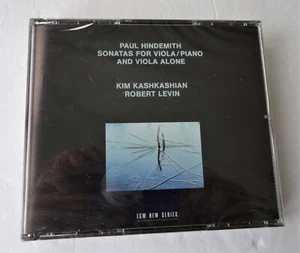 PAUL HINDEMITH
SONATAS FOR VIOLA/PIANO
AND VIOLA ALONE
KIM KASHKASHIAN
ROBERT LEVIN
ECM NEW SERIES